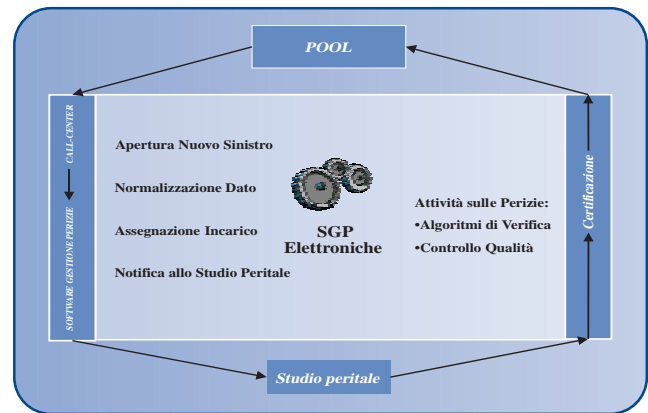 POOL
CALL-CENTER
SOFTWARE GESTIONE PERIZIE
Apertura Nuovo Sinistro
Normalizzazione Dato
Assegnazione Incarico
Notifica allo Studio Peritale
SGP
Elettroniche
Attività sulle Perizie:
•Algoritmi di Verifica
•Controllo Qualità
Certificazione
Studio peritale